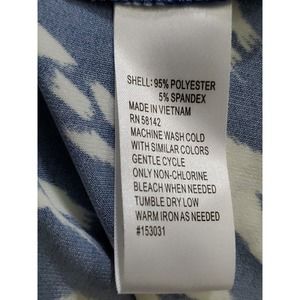 SHELL: 95% POLYESTER
5% SPANDEX
MADE IN VIETNAM
RN 58142
MACHINE WASH COLD
WITH SIMILAR COLORS
GENTLE CYCLE
ONLY NON-CHLORINE
BLEACH WHEN NEEDED
TUMBLE DRY LOW
WARM IRON AS NEEDED
#153031